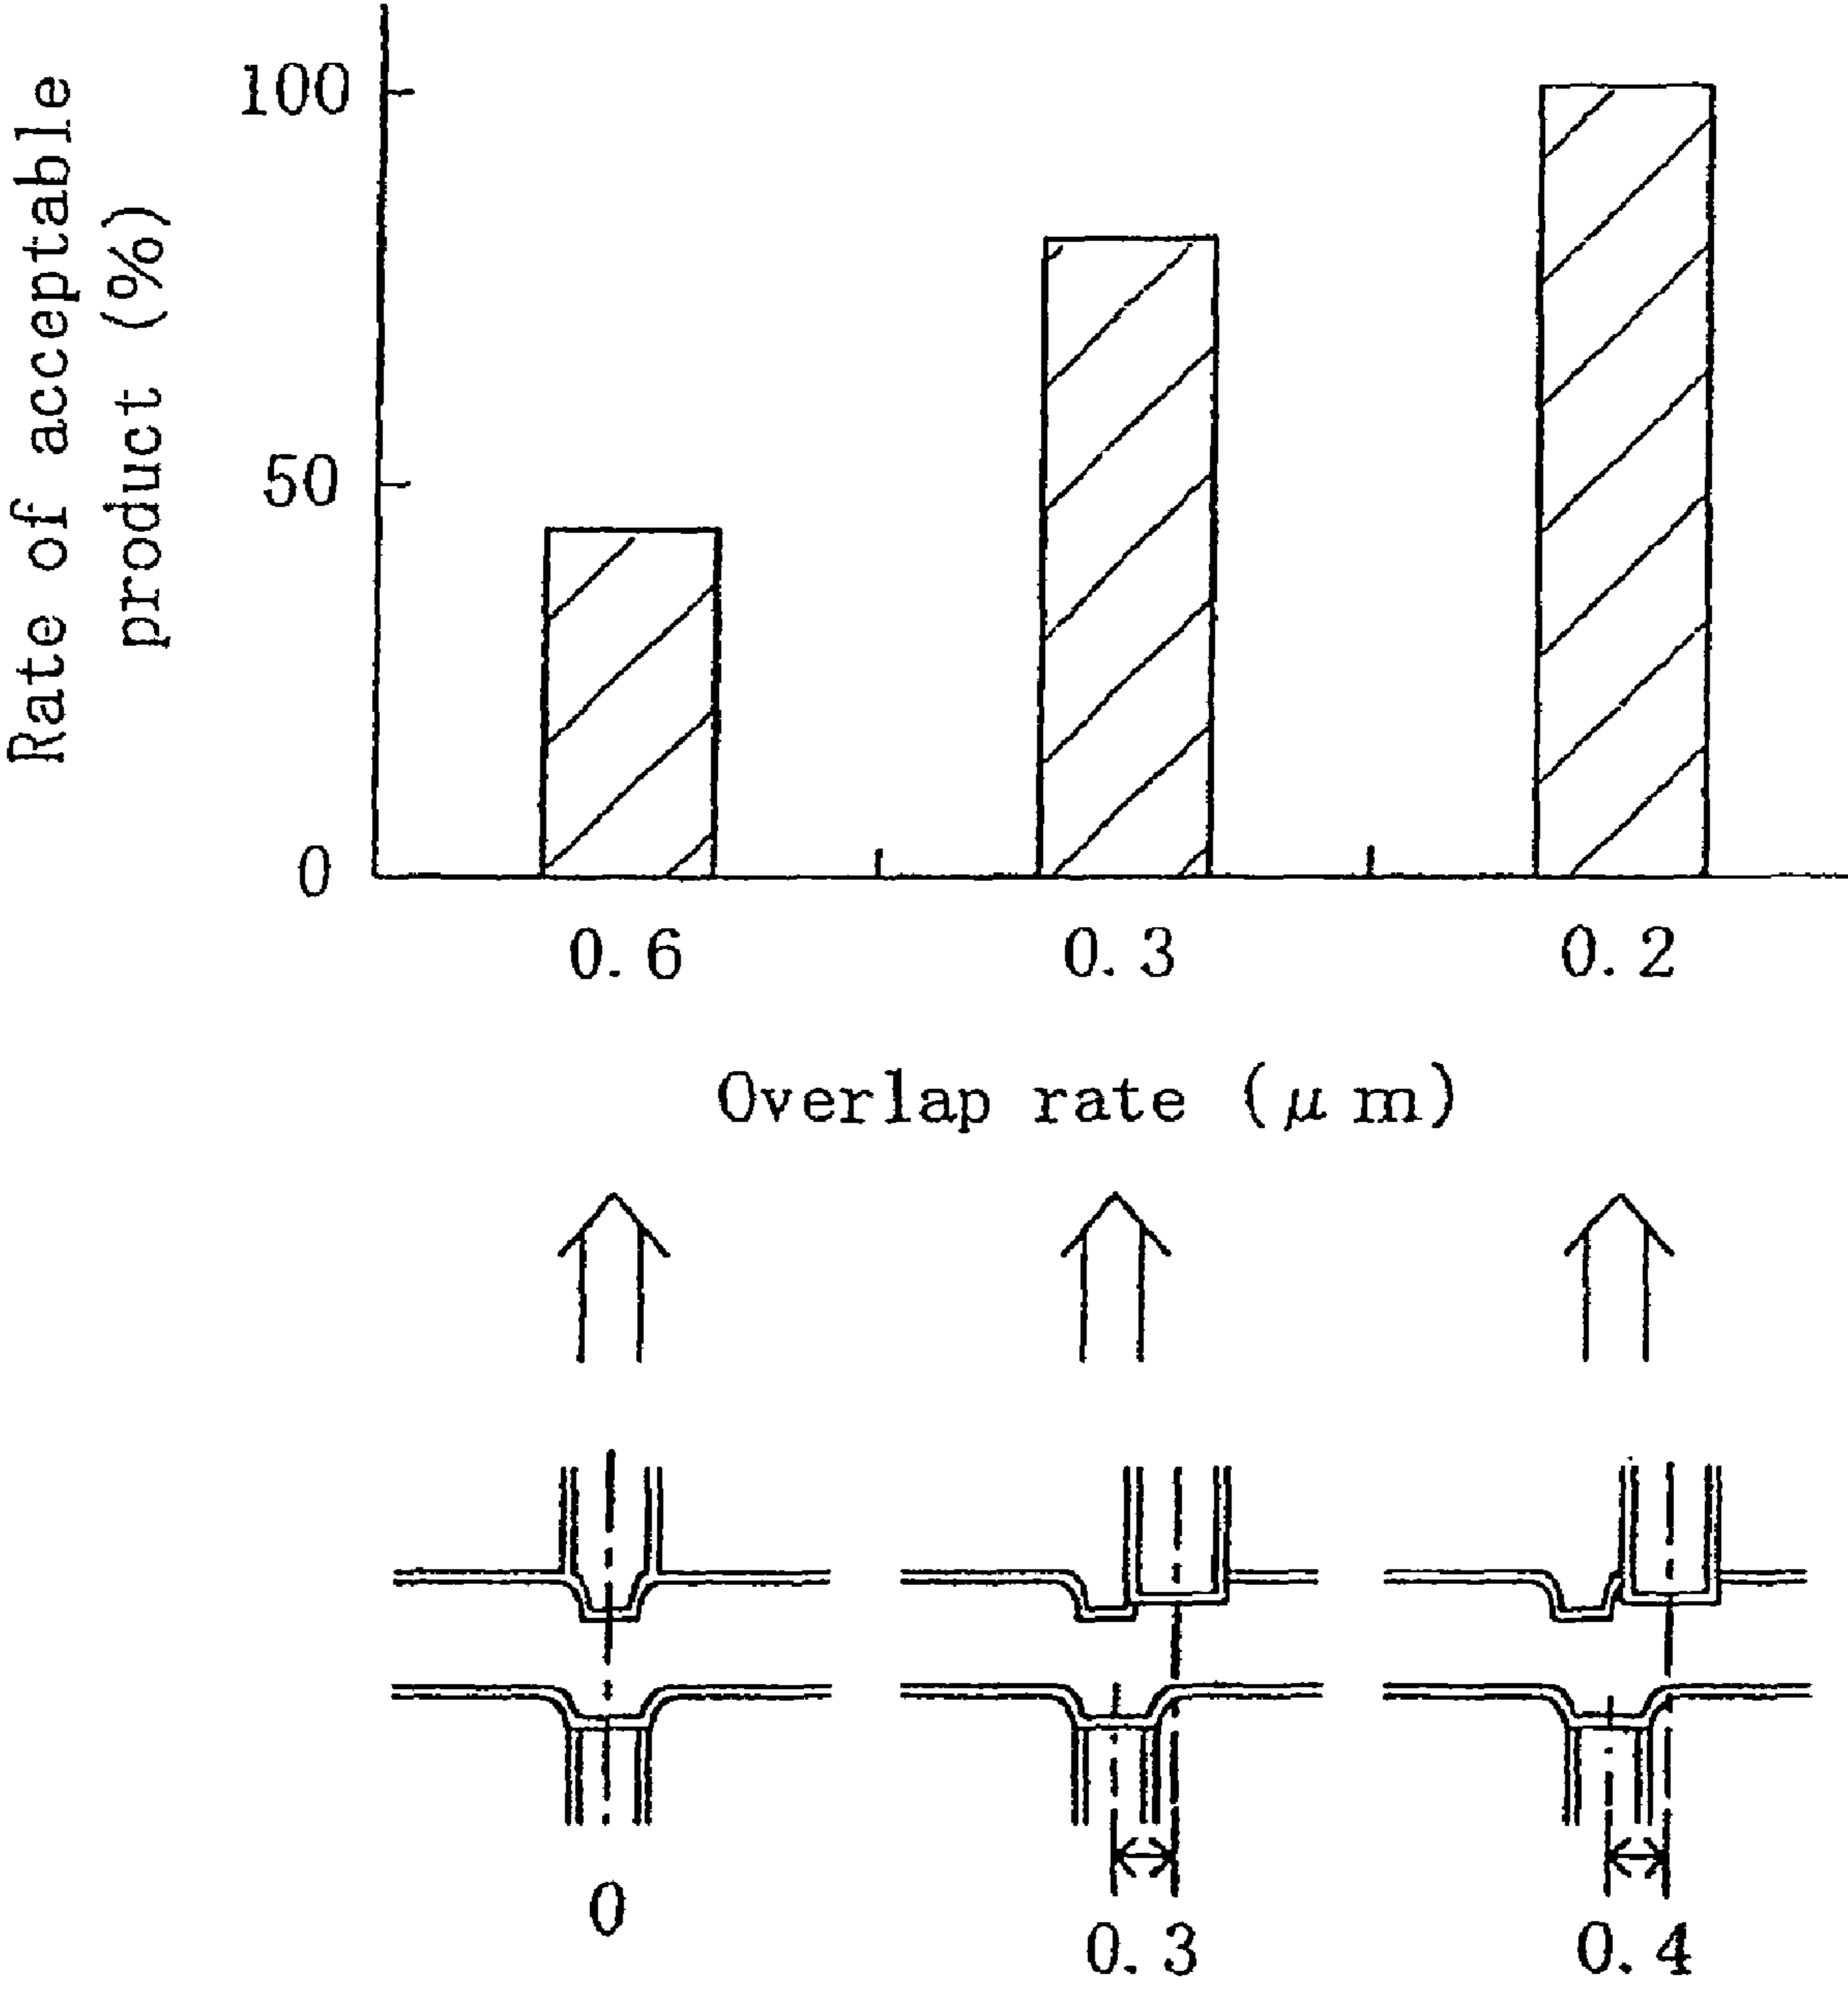 Rate of acceptable
product (%)
100
50
0
0.6 0.3 0.2
Overlap rate (μm)
0
0.3
0.4